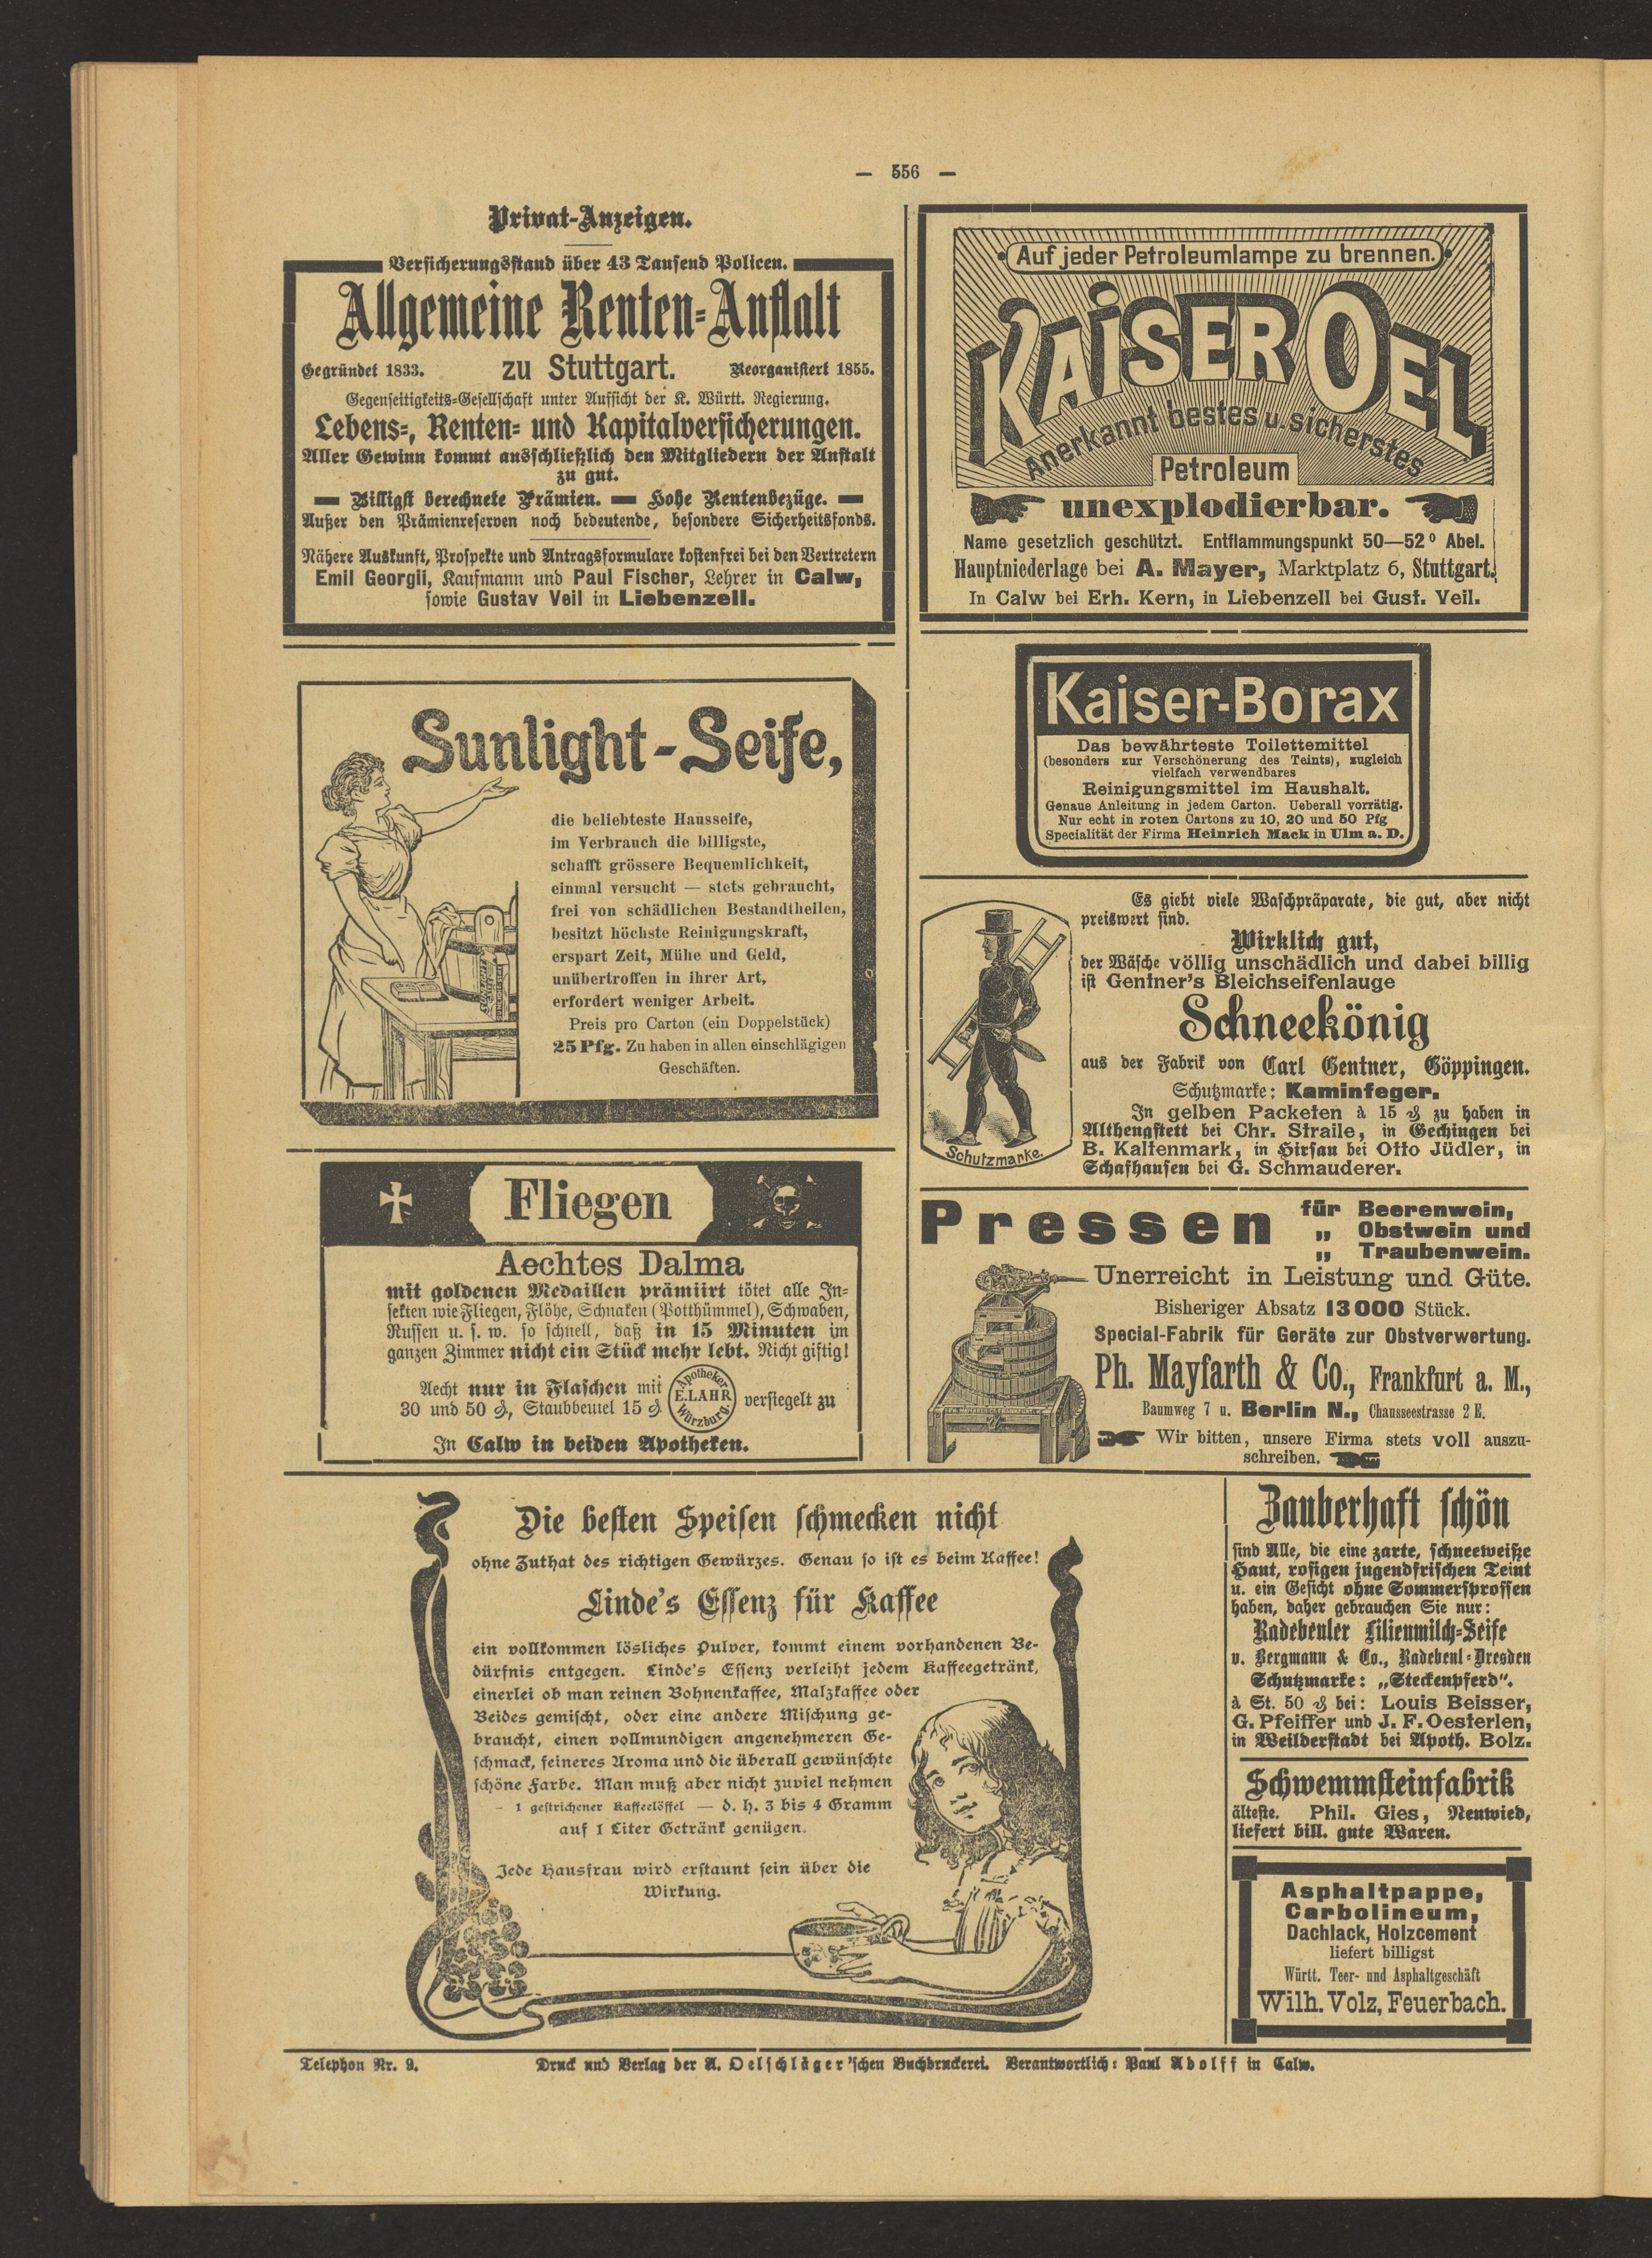 — 556 —
Privat-Anzeigen.
Versicherungsstand über 43 Tausend Policen.
Allgemeine Renten-Anstalt
Gegründet 1833. zu Stuttgart. Reorganisiert 1855.
Gegenseitigkeits-Gesellschaft unter Aufsicht der K. Württ. Regierung.
Lebens-, Renten- und Kapitalversicherungen.
Aller Gewinn kommt ausschließlich den Mitgliedern der Anstalt
zu gut.
— Billigst berechnete Prämien. — Hohe Rentenbezüge. —
Außer den Prämienreserven noch bedeutende, besondere Sicherheitsfonds.
Nähere Auskunft, Prospekte und Antragsformulare kostenfrei bei den Vertretern
Emil Georgii, Kaufmann und Paul Fischer, Lehrer in Calw,
sowie Gustav Veil in Liebenzell.
Sunlight-Seife,
die beliebteste Hausseife,
im Verbrauch die billigste,
schafft grössere Bequemlichkeit,
einmal versucht — stets gebraucht,
frei von schädlichen Bestandtheilen,
besitzt höchste Reinigungskraft,
erspart Zeit, Mühe und Geld,
unübertroffen in ihrer Art,
erfordert weniger Arbeit.
Preis pro Carton (ein Doppelstück)
25 Pfg. Zu haben in allen einschlägigen
Geschäften.
Fliegen
Aechtes Dalma
mit goldenen Medaillen prämiirt tötet alle In-
sekten wie Fliegen, Flöhe, Schnaken (Potthümmel), Schwaben,
Russen u. s. w. so schnell, daß in 15 Minuten im
ganzen Zimmer nicht ein Stück mehr lebt. Nicht giftig!
Aecht nur in Flaschen mit
30 und 50 ₰, Staubbeutel 15 ₰
Apotheker
E. LAHR
Würzburg.
versiegelt zu
In Calw in beiden Apotheken.
Auf jeder Petroleumlampe zu brennen.
KAISER OEL
Anerkannt bestes u. sicherstes
Petroleum
unexplodierbar.
Name gesetzlich geschützt. Entflammungspunkt 50—52° Abel.
Hauptniederlage bei A. Mayer, Marktplatz 6, Stuttgart.
In Calw bei Erh. Kern, in Liebenzell bei Gust. Veil.
Kaiser-Borax
Das bewährteste Toilettemittel
(besonders zur Verschönerung des Teints), zugleich
vielfach verwendbares
Reinigungsmittel im Haushalt.
Genaue Anleitung in jedem Carton. Ueberall vorrätig.
Nur echt in roten Cartons zu 10, 20 und 50 Pfg
Specialität der Firma Heinrich Mack in Ulm a. D.
Es giebt viele Waschpräparate, die gut, aber nicht
preiswert sind.
Wirklich gut,
der Wäsche völlig unschädlich und dabei billig
ist Gentner's Bleichseifenlauge
Schneekönig
aus der Fabrik von Carl Gentner, Göppingen.
Schutzmarke: Kaminfeger.
In gelben Packeten à 15 ₰ zu haben in
Althengstett bei Chr. Straile, in Gechingen bei
B. Kaltenmark, in Hirsau bei Otto Jüdler, in
Schafhausen bei G. Schmauderer.
Schutzmarke.
Pressen für Beerenwein,
„ Obstwein und
„ Traubenwein.
Unerreicht in Leistung und Güte.
Bisheriger Absatz 13000 Stück.
Special-Fabrik für Geräte zur Obstverwertung.
Ph. Mayfarth & Co., Frankfurt a. M.,
Baumweg 7 u. Berlin N., Chausseestrasse 2 E.
Wir bitten, unsere Firma stets voll auszu-
schreiben.
Die besten Speisen schmecken nicht
ohne Zuthat des richtigen Gewürzes. Genau so ist es beim Kaffee!
Linde's Essenz für Kaffee
ein vollkommen lösliches Pulver, kommt einem vorhandenen Be-
dürfnis entgegen. Linde's Essenz verleiht jedem Kaffeegetränk,
einerlei ob man reinen Bohnenkaffee, Malzkaffee oder
Beides gemischt, oder eine andere Mischung ge-
braucht, einen vollmundigen angenehmeren Ge-
schmack, feineres Aroma und die überall gewünschte
schöne Farbe. Man muß aber nicht zuviel nehmen
– 1 gestrichener Kaffeelöffel — d. h. 3 bis 4 Gramm
auf 1 Liter Getränk genügen.
Jede Hausfrau wird erstaunt sein über die
Wirkung.
Zauberhaft schön
sind Alle, die eine zarte, schneeweiße
Haut, rosigen jugendfrischen Teint
u. ein Gesicht ohne Sommersprossen
haben, daher gebrauchen Sie nur:
Radebeuler Lilienmilch-Seife
v. Bergmann & Co., Radebeul-Dresden
Schutzmarke: „Steckenpferd".
à St. 50 ₰ bei: Louis Beisser,
G. Pfeiffer und J. F. Oesterlen,
in Weilderstadt bei Apoth. Bolz.
Schwemmsteinfabrik
älteste. Phil. Gies, Neuwied,
liefert bill. gute Waren.
Asphaltpappe,
Carbolineum,
Dachlack, Holzcement
liefert billigst
Württ. Teer- und Asphaltgeschäft
Wilh. Volz, Feuerbach.
Telephon Nr. 9. Druck und Verlag der A. Oelschläger'schen Buchdruckerei. Verantwortlich: Paul Adolff in Calw.